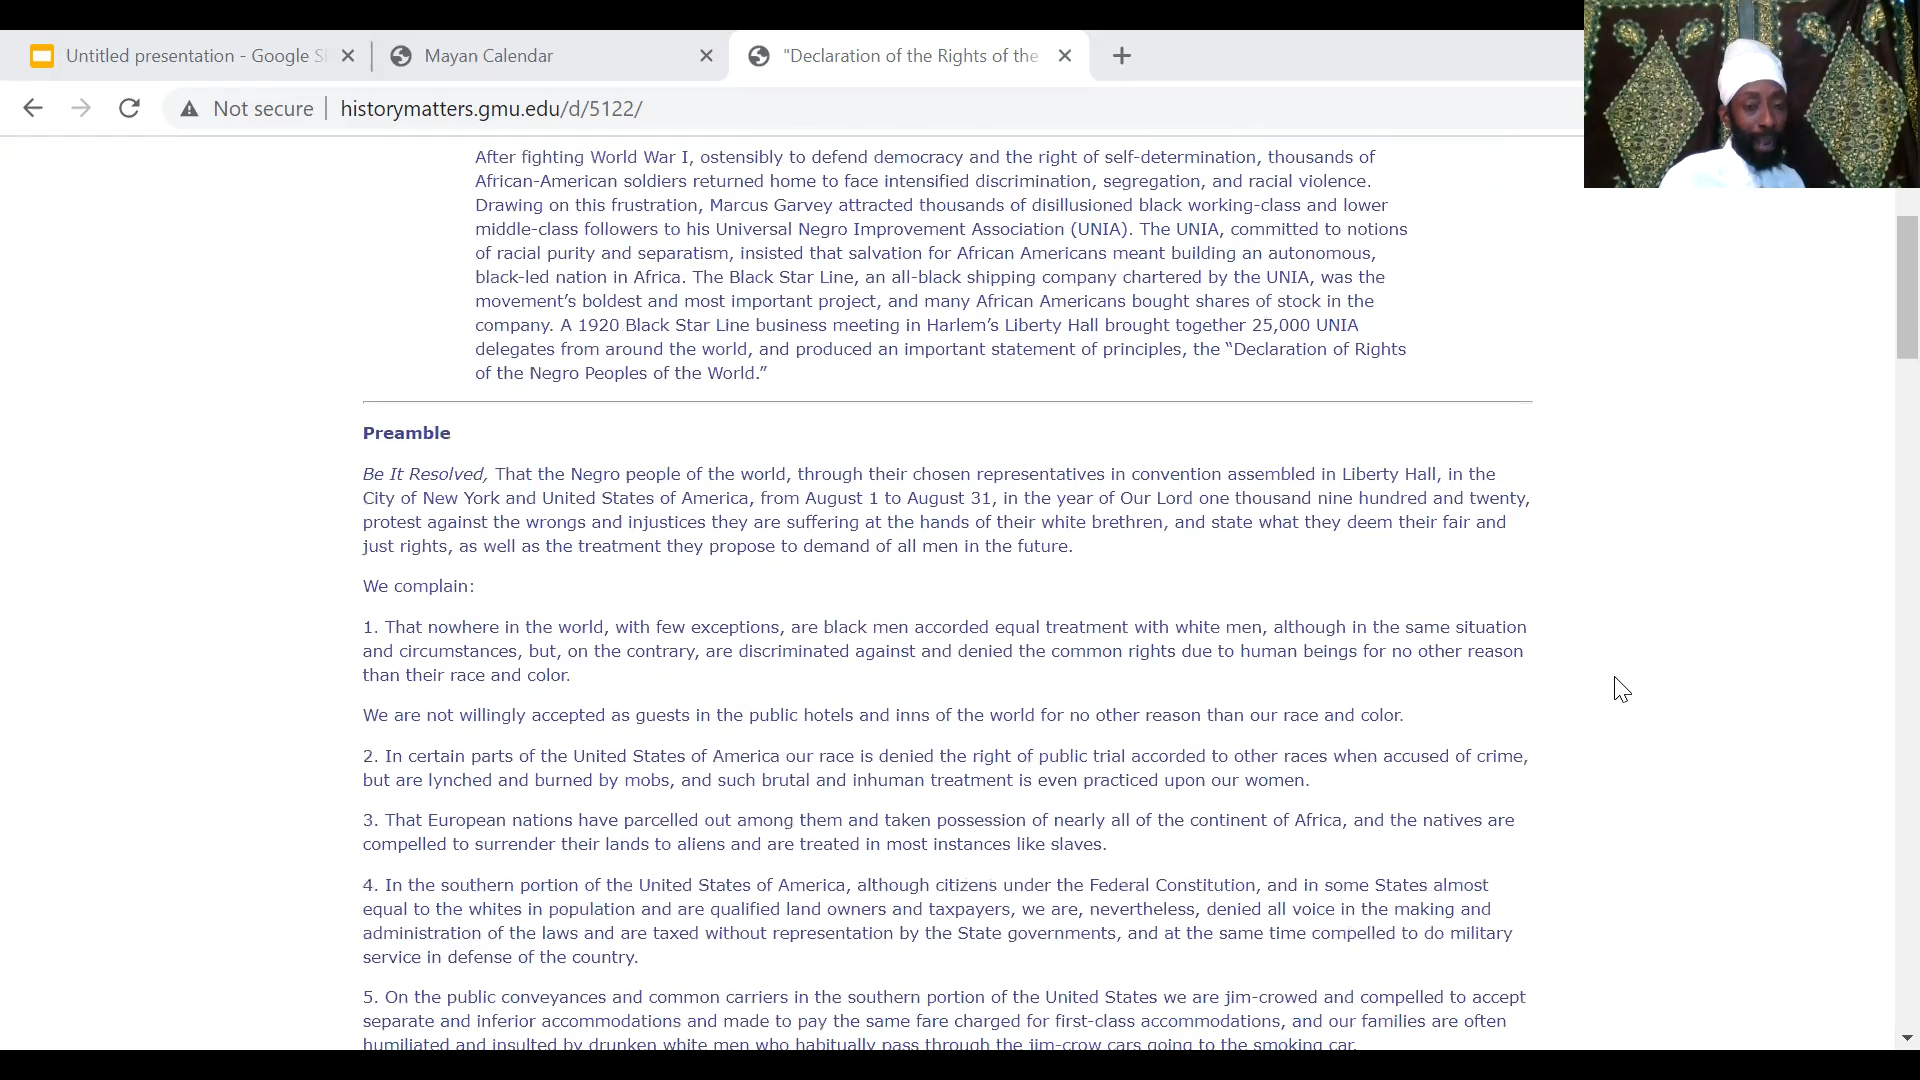 Untitled presentation - Google Sl
Mayan Calendar
"Declaration of the Rights of the
Not secure
historymatters.gmu.edu/d/5122/
After fighting World War I, ostensibly to defend democracy and the right of self-determination, thousands of
African-American soldiers returned home to face intensified discrimination, segregation, and racial violence.
Drawing on this frustration, Marcus Garvey attracted thousands of disillusioned black working-class and lower
middle-class followers to his Universal Negro Improvement Association (UNIA). The UNIA, committed to notions
of racial purity and separatism, insisted that salvation for African Americans meant building an autonomous,
black-led nation in Africa. The Black Star Line, an all-black shipping company chartered by the UNIA, was the
movement’s boldest and most important project, and many African Americans bought shares of stock in the
company. A 1920 Black Star Line business meeting in Harlem’s Liberty Hall brought together 25,000 UNIA
delegates from around the world, and produced an important statement of principles, the “Declaration of Rights
of the Negro Peoples of the World.”
Preamble
Be It Resolved, That the Negro people of the world, through their chosen representatives in convention assembled in Liberty Hall, in the
City of New York and United States of America, from August 1 to August 31, in the year of Our Lord one thousand nine hundred and twenty,
protest against the wrongs and injustices they are suffering at the hands of their white brethren, and state what they deem their fair and
just rights, as well as the treatment they propose to demand of all men in the future.
We complain:
1. That nowhere in the world, with few exceptions, are black men accorded equal treatment with white men, although in the same situation
and circumstances, but, on the contrary, are discriminated against and denied the common rights due to human beings for no other reason
than their race and color.
We are not willingly accepted as guests in the public hotels and inns of the world for no other reason than our race and color.
2. In certain parts of the United States of America our race is denied the right of public trial accorded to other races when accused of crime,
but are lynched and burned by mobs, and such brutal and inhuman treatment is even practiced upon our women.
3. That European nations have parcelled out among them and taken possession of nearly all of the continent of Africa, and the natives are
compelled to surrender their lands to aliens and are treated in most instances like slaves.
4. In the southern portion of the United States of America, although citizens under the Federal Constitution, and in some States almost
equal to the whites in population and are qualified land owners and taxpayers, we are, nevertheless, denied all voice in the making and
administration of the laws and are taxed without representation by the State governments, and at the same time compelled to do military
service in defense of the country.
5. On the public conveyances and common carriers in the southern portion of the United States we are jim-crowed and compelled to accept
separate and inferior accommodations and made to pay the same fare charged for first-class accommodations, and our families are often
humiliated and insulted by drunken white men who habitually pass through the jim-crow cars going to the smoking car.